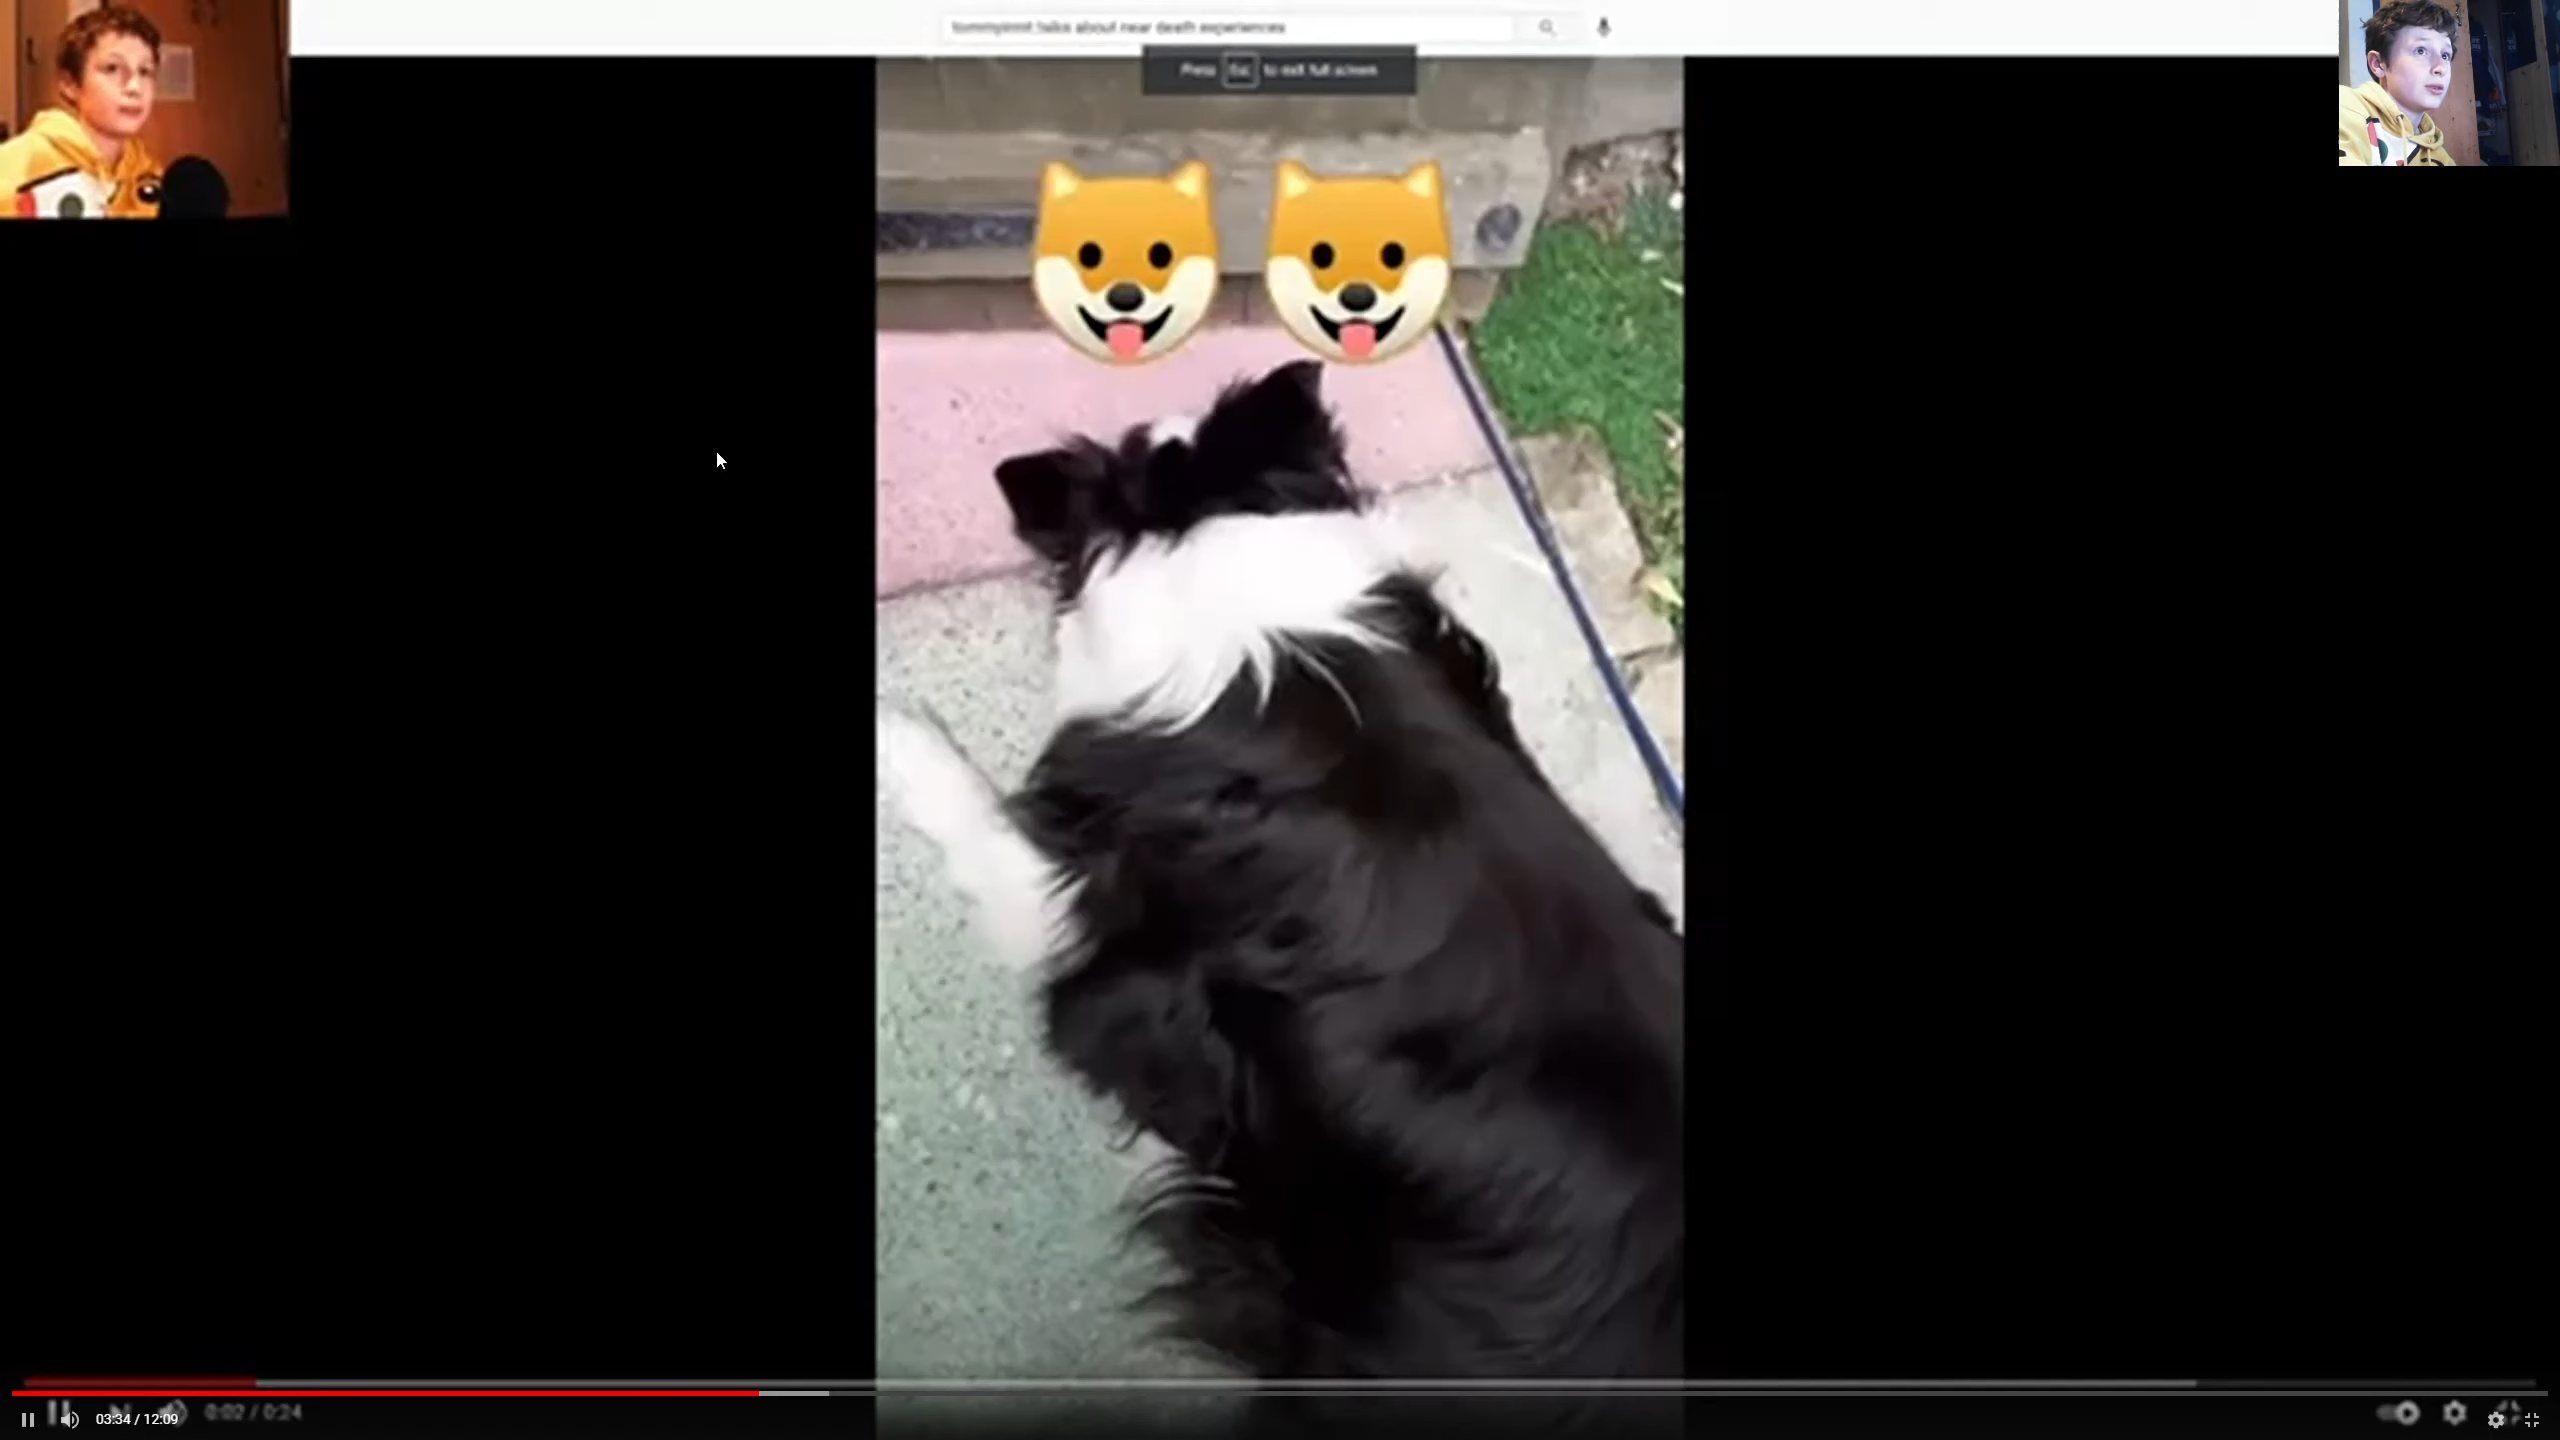 tommyinnit talks about near death experiences
Press Esc to exit full screen
0:02 / 0:24
03:34 / 12:09